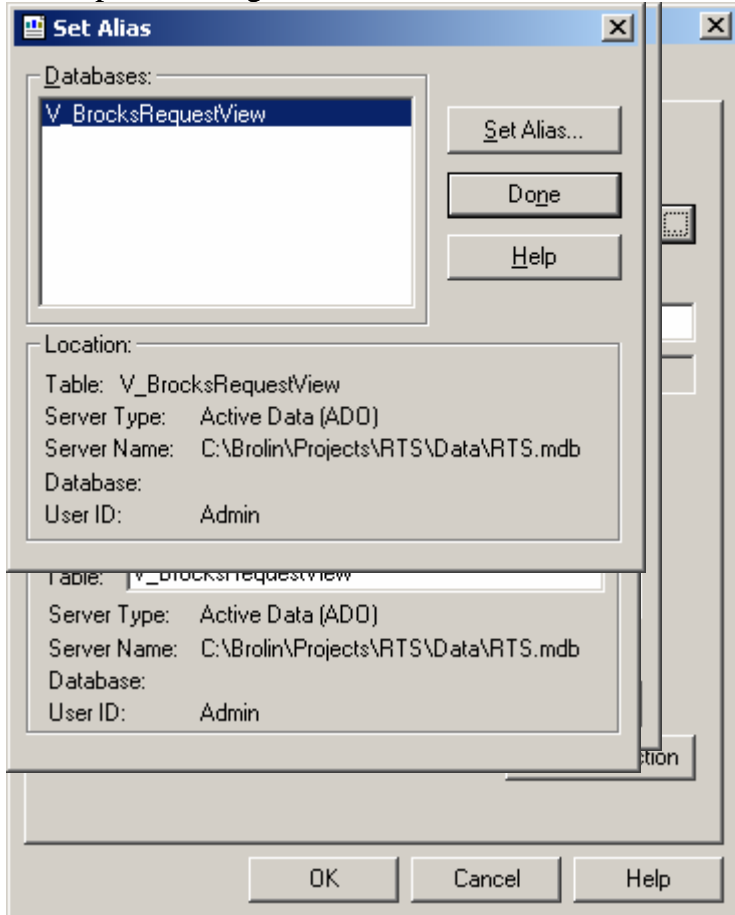 Set Alias
Databases:
V_BrocksRequestView
Set Alias...
Done
Help
Location:
Table: V_BrocksRequestView
Server Type: Active Data (ADO)
Server Name: C:\Brolin\Projects\RTS\Data\RTS.mdb
Database:
User ID: Admin
Table: V_BrocksRequestView
Server Type: Active Data (ADO)
Server Name: C:\Brolin\Projects\RTS\Data\RTS.mdb
Database:
User ID: Admin
OK
Cancel
Help